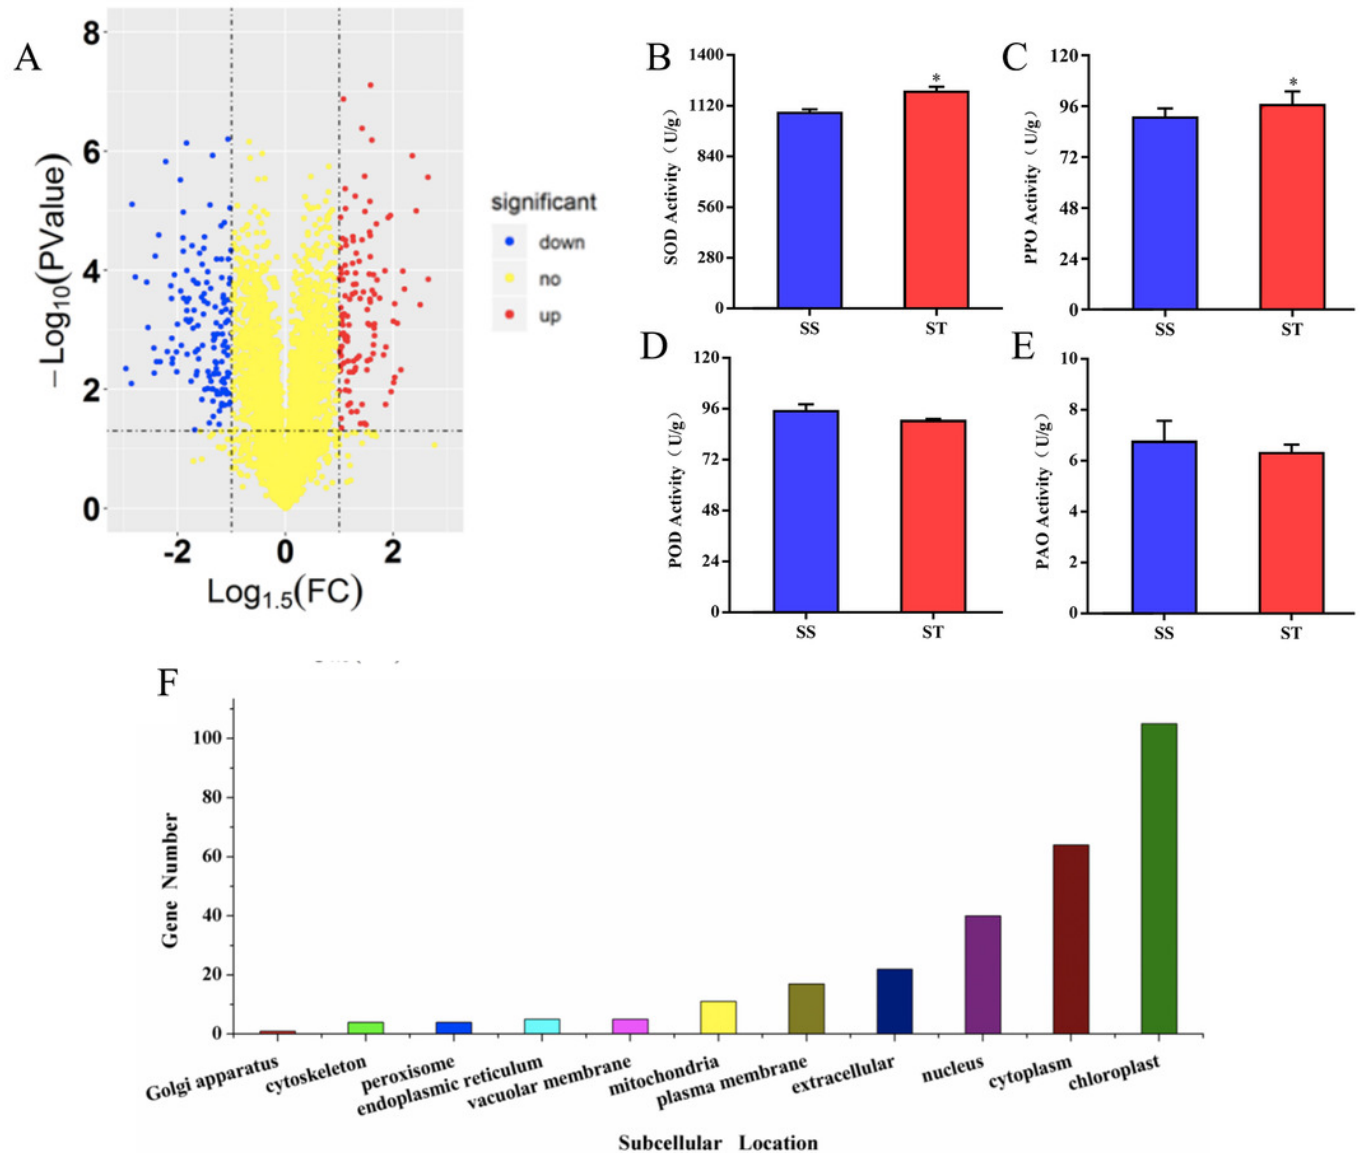 A
8
6
4
2
0
−Log10(PValue)
-2
0
2
Log1.5(FC)
significant
down
no
up
B
1400
1120
840
560
280
0
SOD Activity（U/g）
*
SS
ST
C
120
96
72
48
24
0
PPO Activity（U/g）
*
SS
ST
D
120
96
72
48
24
0
POD Activity（U/g）
SS
ST
E
10
8
6
4
2
0
PAO Activity（U/g）
SS
ST
F
100
80
60
40
20
0
Gene Number
Golgi apparatus
cytoskeleton
peroxisome
endoplasmic reticulum
vacuolar membrane
mitochondria
plasma membrane
extracellular
nucleus
cytoplasm
chloroplast
Subcellular Location